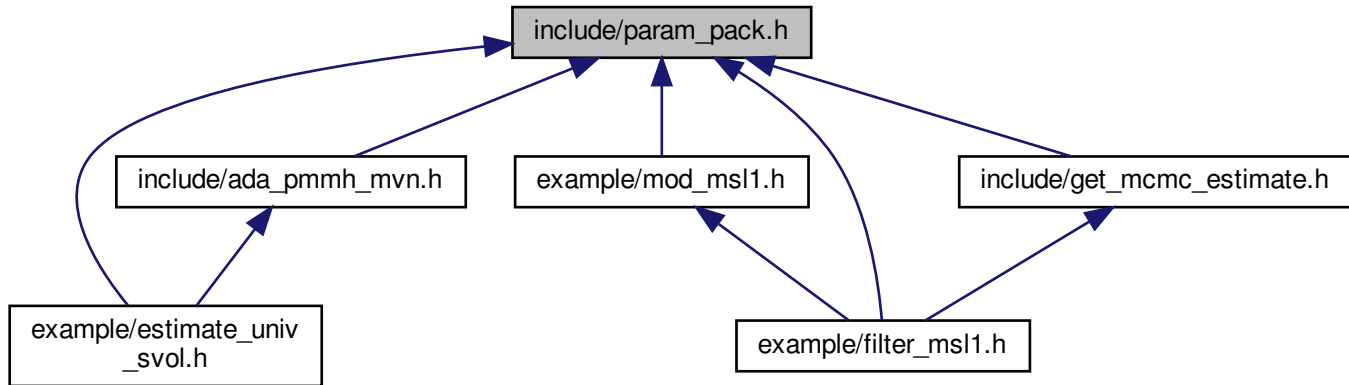 include/param_pack.h
include/ada_pmmh_mvn.h
example/mod_msl1.h
include/get_mcmc_estimate.h
example/estimate_univ
_svol.h
example/filter_msl1.h